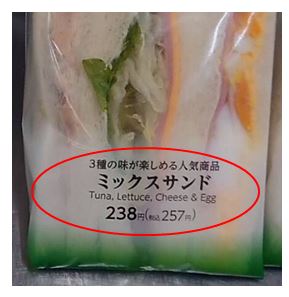 3種の味が楽しめる人気商品
ミックスサンド
Tuna, Lettuce, Cheese & Egg
238円(税込257円)